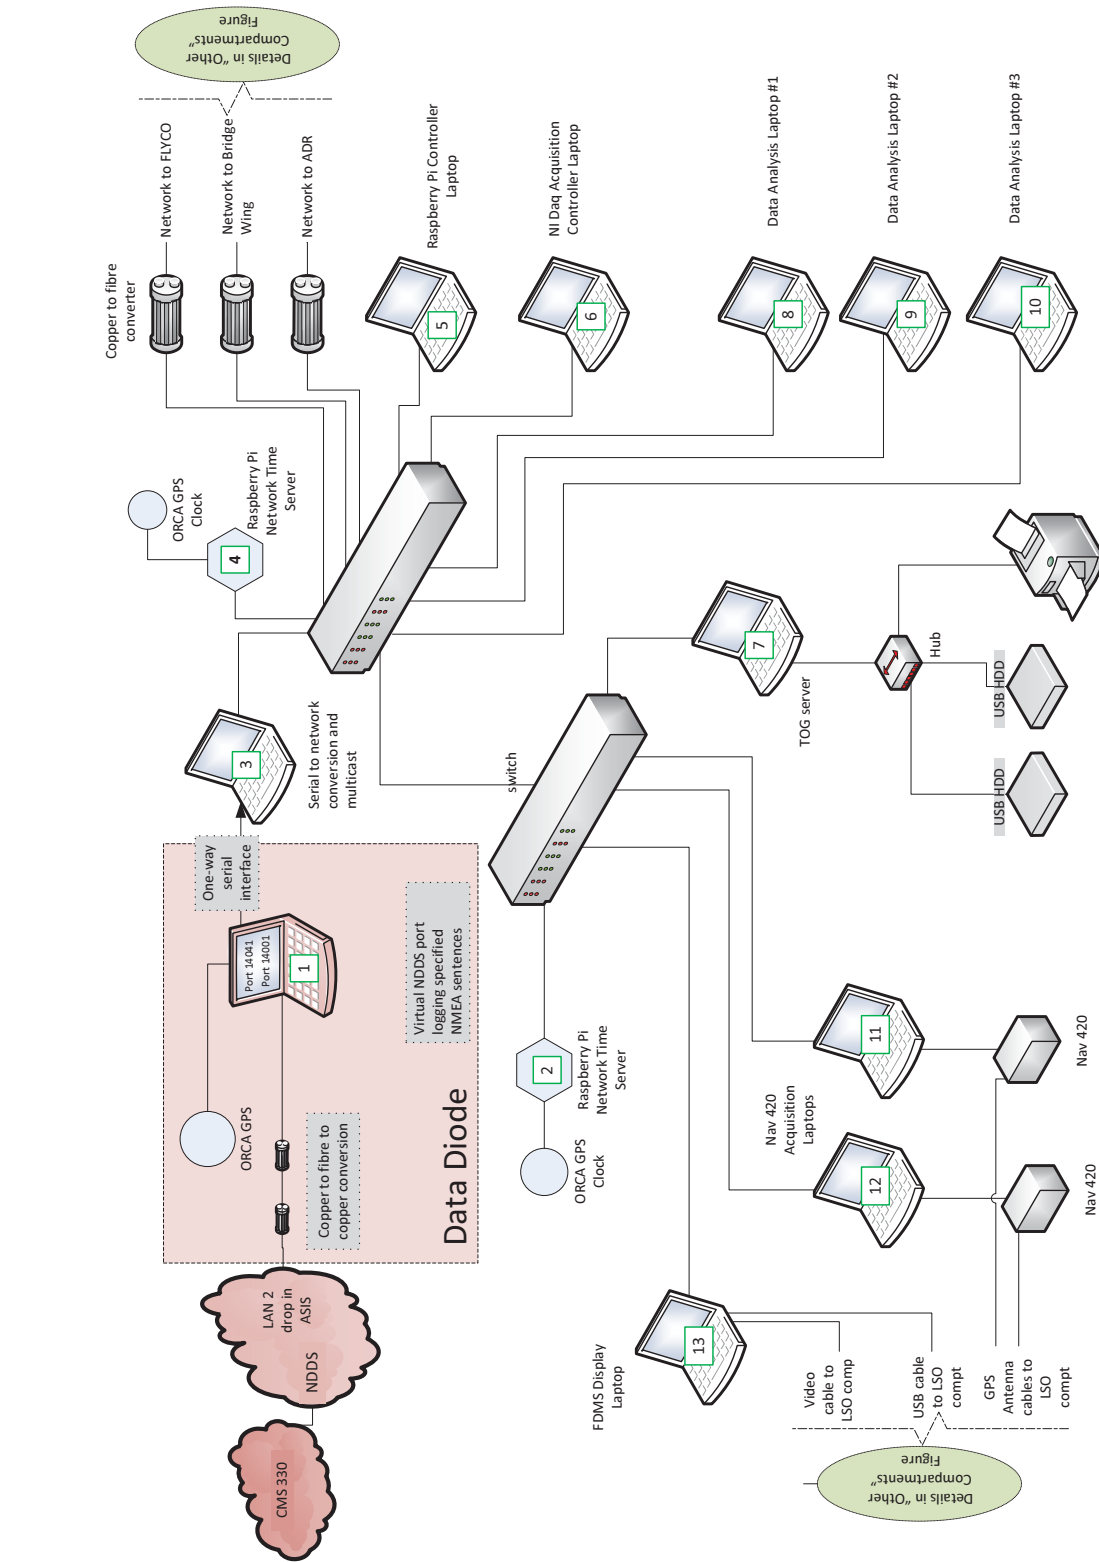 CMS 330
NDDS
LAN 2
drop in
ASIS
Data Diode
Copper to fibre to
copper conversion
ORCA GPS
Port 14041
Port 14001
1
Virtual NDDS port
logging specified
NMEA sentences
One-way
serial
interface
3
Serial to network
conversion and
multicast
ORCA GPS
Clock
4
Raspberry Pi
Network Time
Server
Copper to fibre
converter
Network to FLYCO
Network to Bridge
Wing
Network to ADR
Details in "Other
Compartments"
Figure
5
Raspberry Pi Controller
Laptop
6
NI Daq Acquisition
Controller Laptop
8
Data Analysis Laptop #1
9
Data Analysis Laptop #2
10
Data Analysis Laptop #3
switch
ORCA GPS
Clock
2
Raspberry Pi
Network Time
Server
7
TOG server
Hub
USB HDD
USB HDD
Nav 420
Acquisition
Laptops
11
12
Nav 420
Nav 420
FDMS Display
Laptop
13
Video
cable to
LSO comp
USB cable
to LSO
compt
GPS
Antenna
cables to
LSO
compt
Details in "Other
Compartments"
Figure